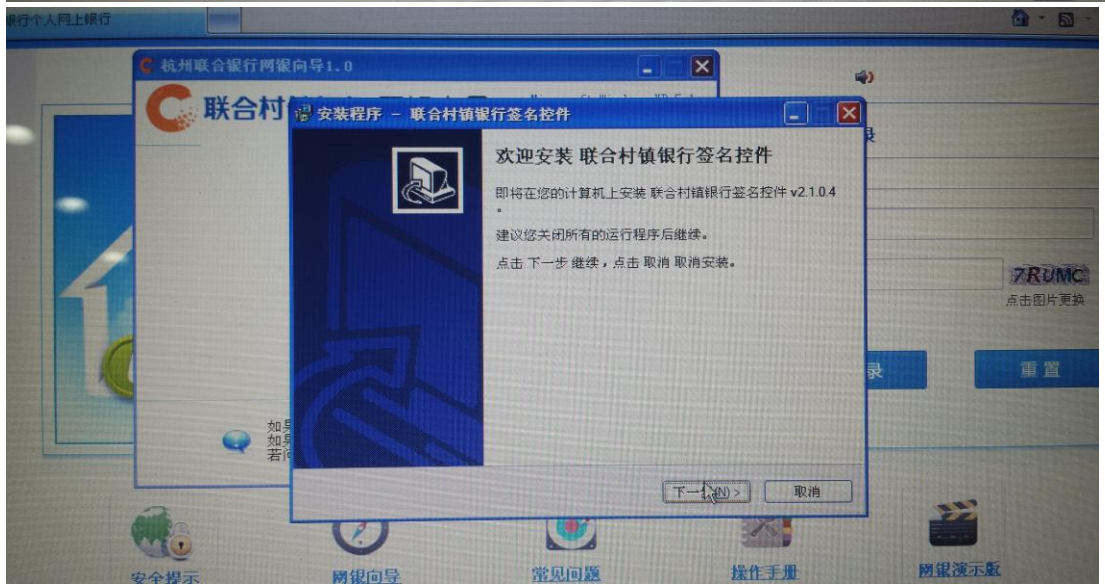 银行个人网上银行
杭州联合银行网银向导1.0
联合村
安装程序 - 联合村镇银行签名控件
欢迎安装 联合村镇银行签名控件
即将在您的计算机上安装 联合村镇银行签名控件 v2.1.0.4
。
建议您关闭所有的运行程序后继续。
点击 下一步 继续，点击 取消 取消安装。
录
7RUMC
点击图片更换
录
重置
如果
如果
若问
下一步(N) >
取消
安全提示
网银向导
常见问题
操作手册
网银演示版